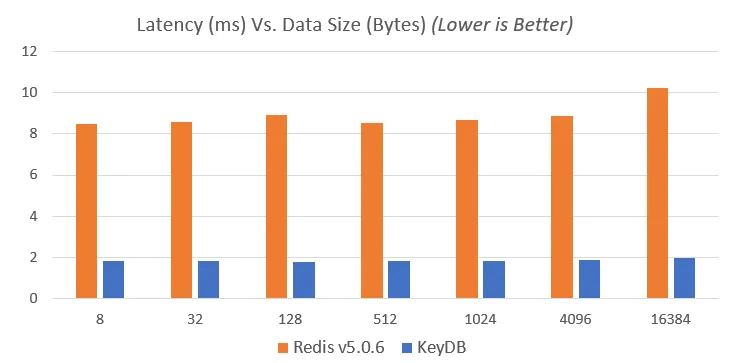 Latency (ms) Vs. Data Size (Bytes) (Lower is Better)
12
10
8
6
4
2
0
8 32 128 512 1024 4096 16384
Redis v5.0.6 KeyDB